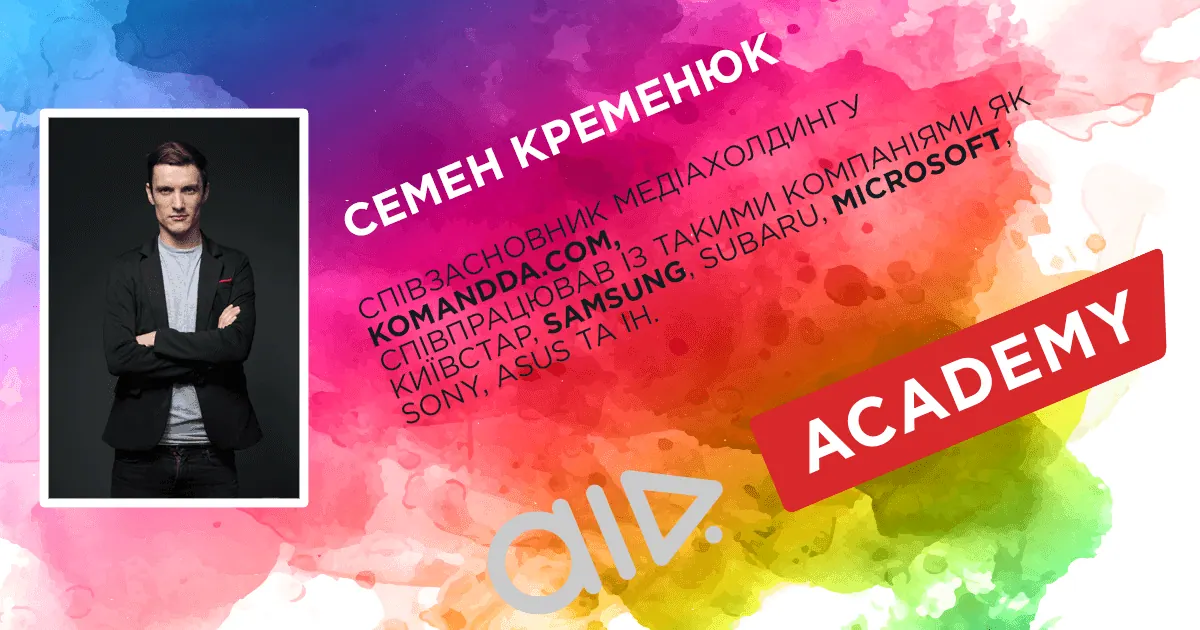 СЕМЕН КРЕМЕНЮК
СПІВЗАСНОВНИК МЕДІАХОЛДИНГУ
KOMANDDA.COM,
СПІВПРАЦЮВАВ ІЗ ТАКИМИ КОМПАНІЯМИ ЯК
КИЇВСТАР, SAMSUNG, SUBARU, MICROSOFT,
SONY, ASUS ТА ІН.
ACADEMY
aid.